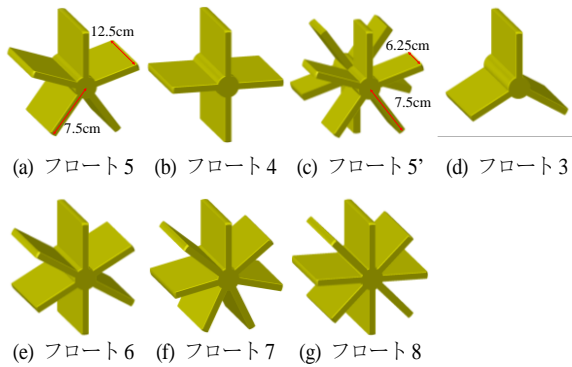 12.5cm
7.5cm
6.25cm
7.5cm
(a) フロート5 (b) フロート4 (c) フロート5’ (d) フロート3
(e) フロート6 (f) フロート7 (g) フロート8